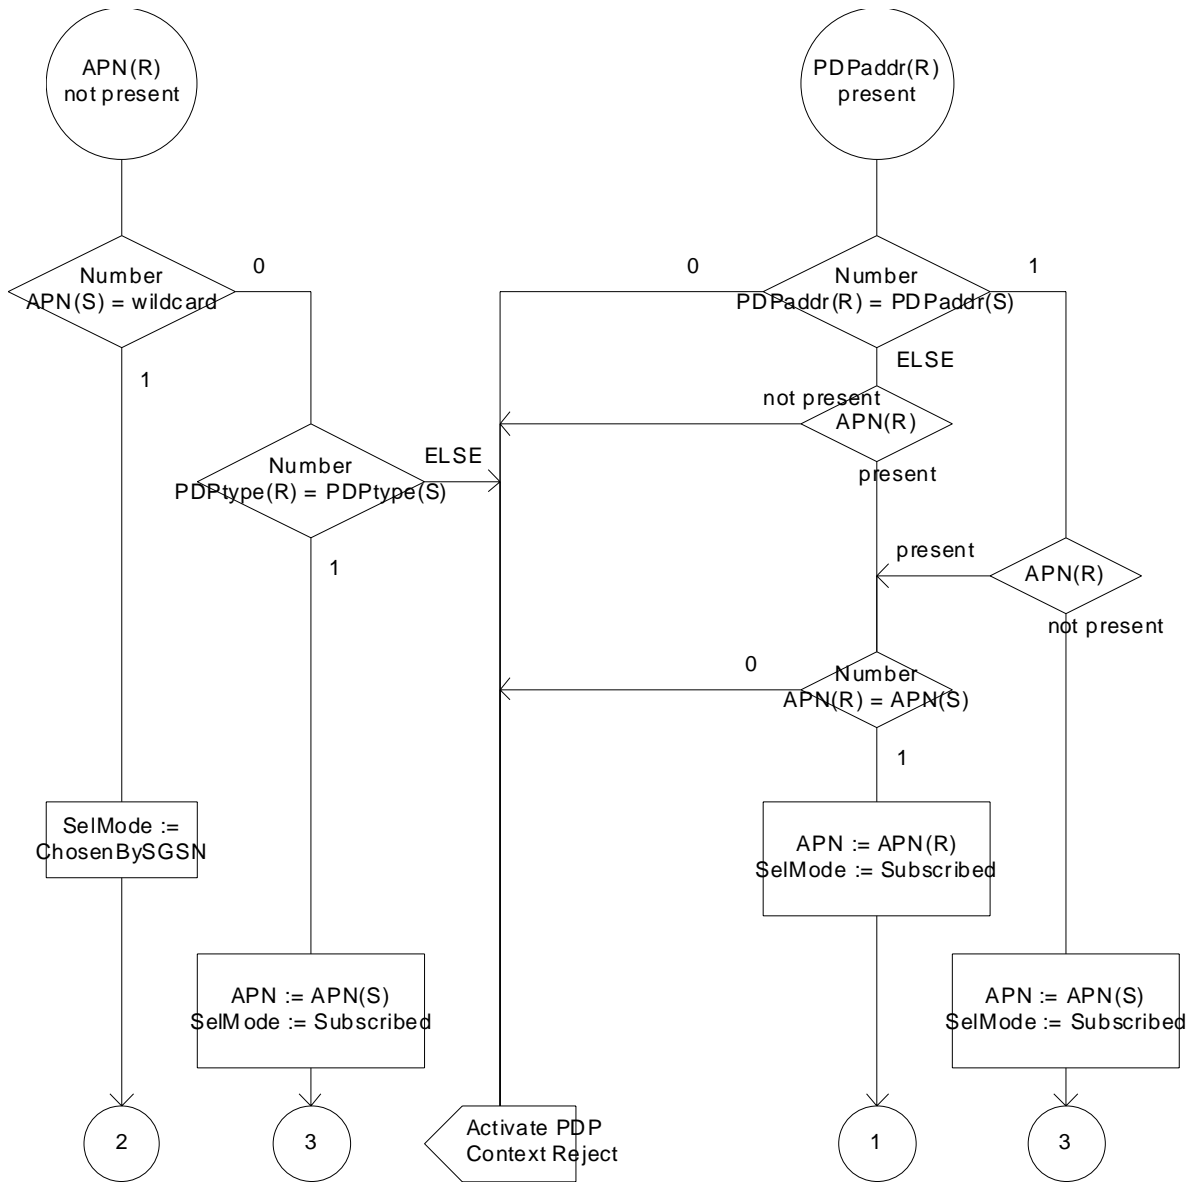 APN(R)
not present
PDPaddr(R)
present
Number
APN(S) = wildcard
0
1
0
Number
PDPaddr(R) = PDPaddr(S)
1
ELSE
not present
APN(R)
present
Number
PDPtype(R) = PDPtype(S)
ELSE
1
present
APN(R)
not present
0
Number
APN(R) = APN(S)
1
SelMode :=
ChosenBySGSN
APN := APN(R)
SelMode := Subscribed
APN := APN(S)
SelMode := Subscribed
APN := APN(S)
SelMode := Subscribed
2
3
Activate PDP
Context Reject
1
3